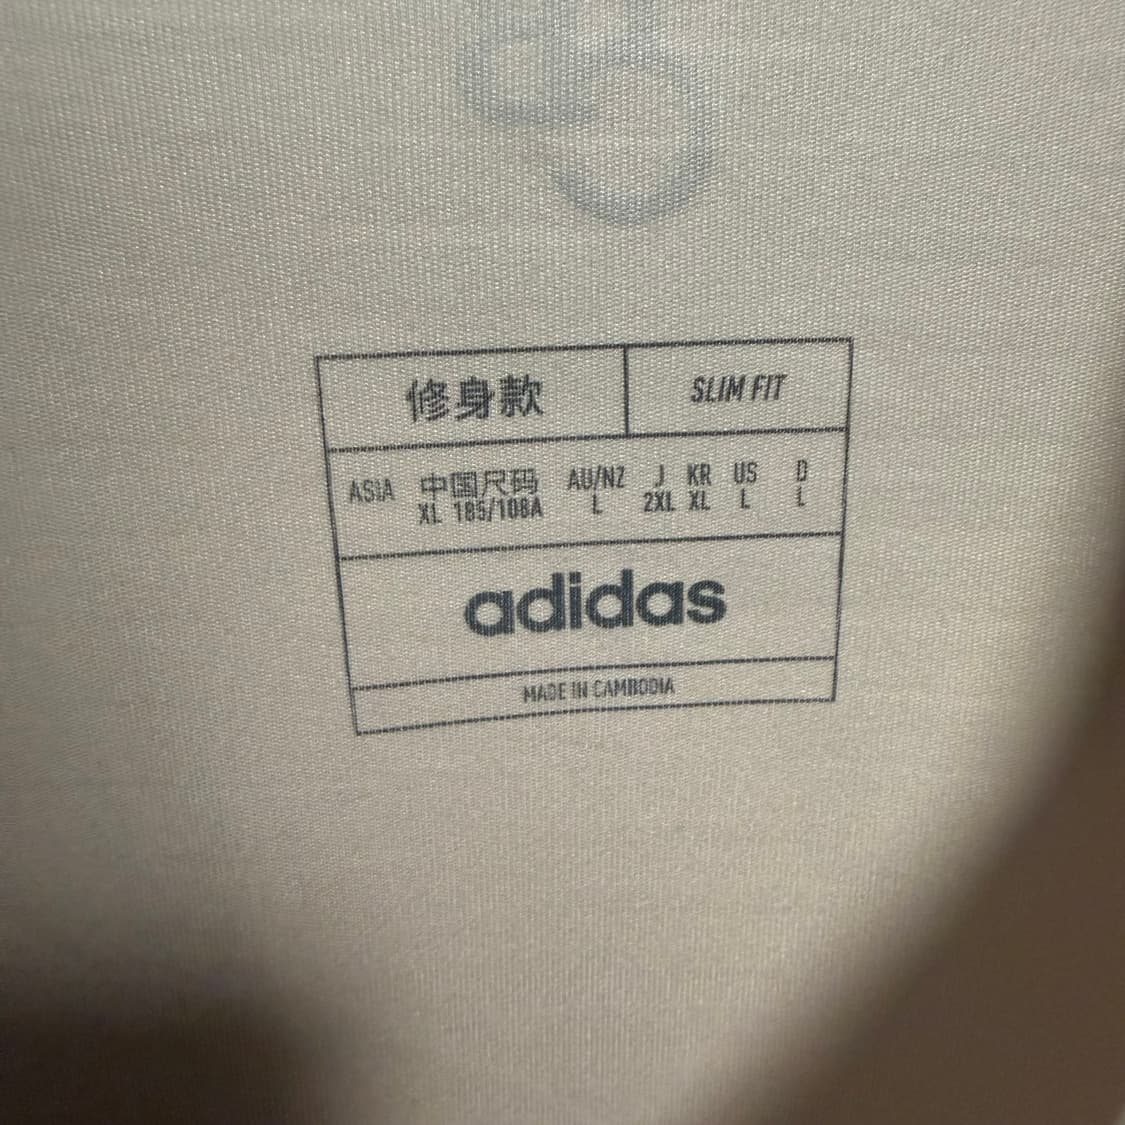 修身款 SLIM FIT
ASIA 中国尺码 AU/NZ J KR US D
XL 185/108A L 2XL XL L L
adidas
MADE IN CAMBODIA